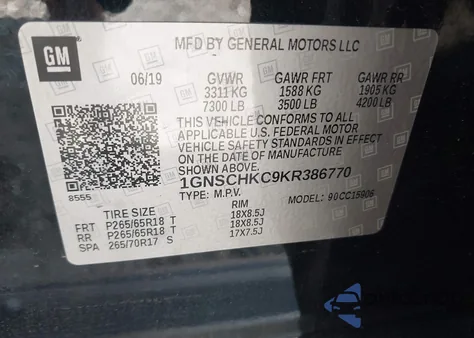 GM
MFD BY GENERAL MOTORS LLC
GM
06/19 GVWR GAWR FRT GAWR RR
3311 KG 1588 KG 1905 KG
7300 LB 3500 LB 4200 LB
THIS VEHICLE CONFORMS TO ALL
APPLICABLE U.S. FEDERAL MOTOR
VEHICLE SAFETY STANDARDS IN EFFECT
ON THE DATE OF MANUFACTURE SHOWN ABOVE.
1GNSCHKC9KR386770
8555 TYPE: M.P.V. MODEL: 90CC15906
TIRE SIZE RIM
FRT P265/65R18 T 18X8.5J
RR P265/65R18 T 18X8.5J
SPA 265/70R17 S 17X7.5J